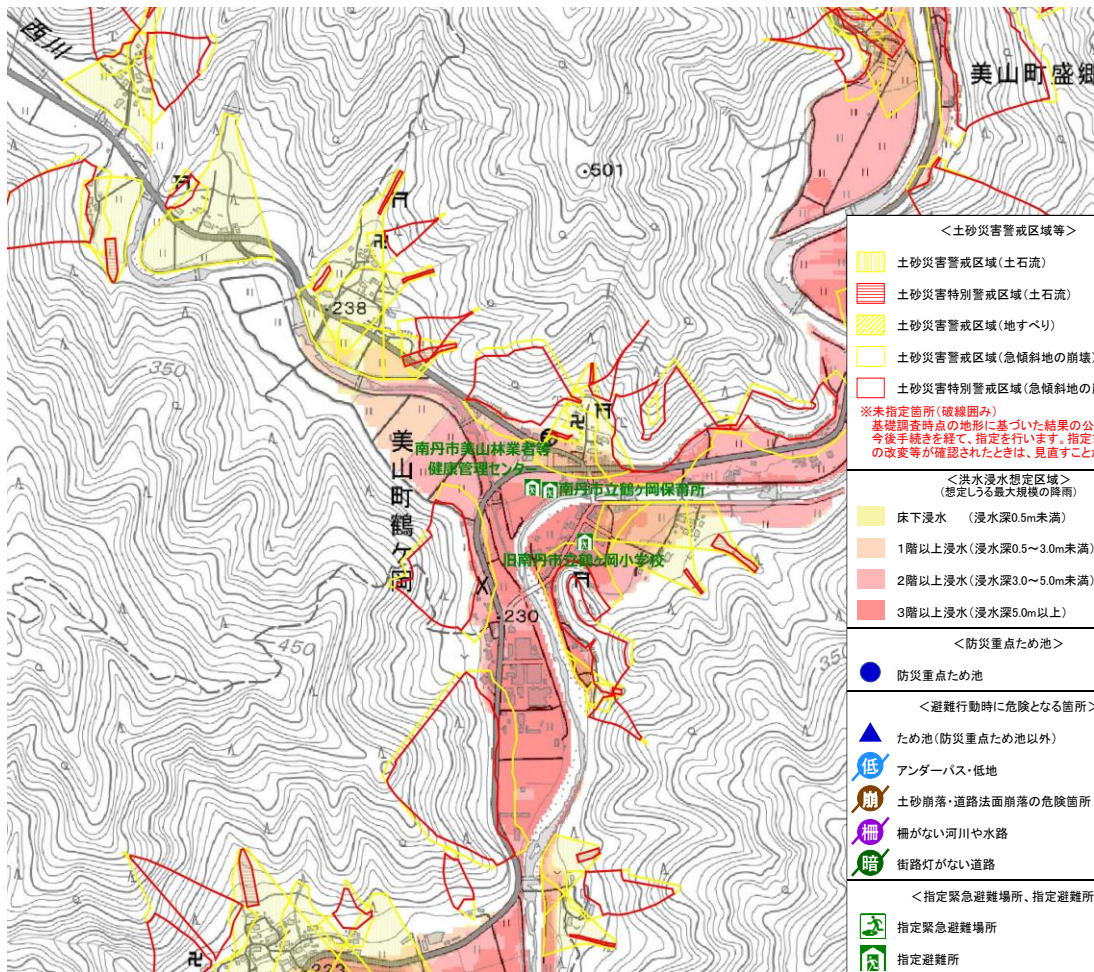 西川
美山町盛郷
501
238
350
美山町鶴ヶ岡
南丹市美山林業者等
健康管理センター
南丹市立鶴ヶ岡保育所
旧南丹市立鶴ヶ岡小学校
230
450
350
223
＜土砂災害警戒区域等＞
土砂災害警戒区域(土石流)
土砂災害特別警戒区域(土石流)
土砂災害警戒区域(地すべり)
土砂災害警戒区域(急傾斜地の崩壊)
土砂災害特別警戒区域(急傾斜地の
※未指定箇所(破線囲み)
基礎調査時点の地形に基づいた結果の公
今後手続きを経て、指定を行います。指定
の改変等が確認されたときは、見直すこと
＜洪水浸水想定区域＞
(想定しうる最大規模の降雨)
床下浸水 (浸水深0.5m未満)
1階以上浸水(浸水深0.5～3.0m未満)
2階以上浸水(浸水深3.0～5.0m未満)
3階以上浸水(浸水深5.0m以上)
＜防災重点ため池＞
防災重点ため池
＜避難行動時に危険となる箇所＞
ため池(防災重点ため池以外)
低 アンダーパス・低地
崩 土砂崩落・道路法面崩落の危険箇所
柵 柵がない河川や水路
暗 街路灯がない道路
＜指定緊急避難場所、指定避難所
指定緊急避難場所
指定避難所